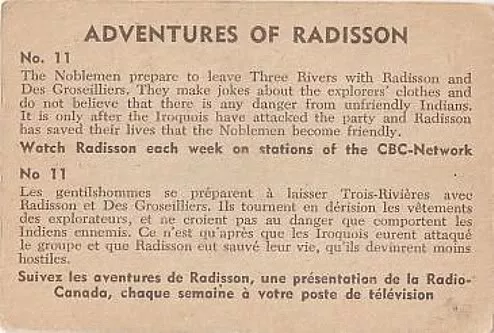 ADVENTURES OF RADISSON
No. 11
The Noblemen prepare to leave Three Rivers with Radisson and
Des Groseilliers. They make jokes about the explorers' clothes and
do not believe that there is any danger from unfriendly Indians.
It is only after the Iroquois have attacked the party and Radisson
has saved their lives that the Noblemen become friendly.
Watch Radisson each week on stations of the CBC-Network
No 11
Les gentilshommes se préparent à laisser Trois-Rivières avec
Radisson et Des Groseilliers. Ils tournent en dérision les vêtements
des explorateurs, et ne croient pas au danger que comportent les
Indiens ennemis. Ce n'est qu'après que les Iroquois eurent attaqué
le groupe et que Radisson eut sauvé leur vie, qu'ils devinrent moins
hostiles.
Suivez les aventures de Radisson, une présentation de la Radio-
Canada, chaque semaine à votre poste de télévision